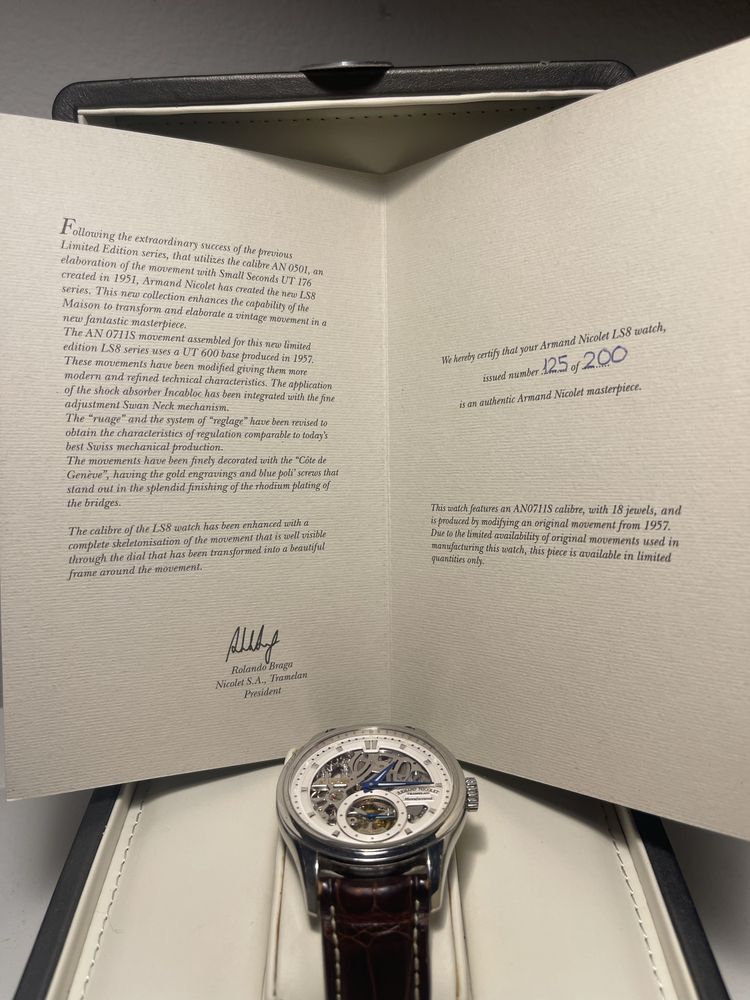 Following the extraordinary success of the previous
Limited Edition series, that utilizes the calibre AN 0501, an
elaboration of the movement with Small Seconds UT 176
created in 1951, Armand Nicolet has created the new LS8
series. This new collection enhances the capability of the
Maison to transform and elaborate a vintage movement in a
new fantastic masterpiece.
The AN 0711S movement assembled for this new limited
edition LS8 series uses a UT 600 base produced in 1957.
These movements have been modified giving them more
modern and refined technical characteristics. The application
of the shock absorber Incabloc has been integrated with the fine
adjustment Swan Neck mechanism.
The “ruage” and the system of “reglage” have been revised to
obtain the characteristics of regulation comparable to today's
best Swiss mechanical production.
The movements have been finely decorated with the “Côte de
Genève”, having the gold engravings and blue poli' screws that
stand out in the splendid finishing of the rhodium plating of
the bridges.
The calibre of the LS8 watch has been enhanced with a
complete skeletonisation of the movement that is well visible
through the dial that has been transformed into a beautiful
frame around the movement.
Rolando Braga
Nicolet S.A., Tramelan
President
We hereby certify that your Armand Nicolet LS8 watch,
issued number 125 of 200
is an authentic Armand Nicolet masterpiece.
This watch features an AN0711S calibre, with 18 jewels, and
is produced by modifying an original movement from 1957.
Due to the limited availability of original movements used in
manufacturing this watch, this piece is available in limited
quantities only.
ARMAND NICOLET
TRAMELAN